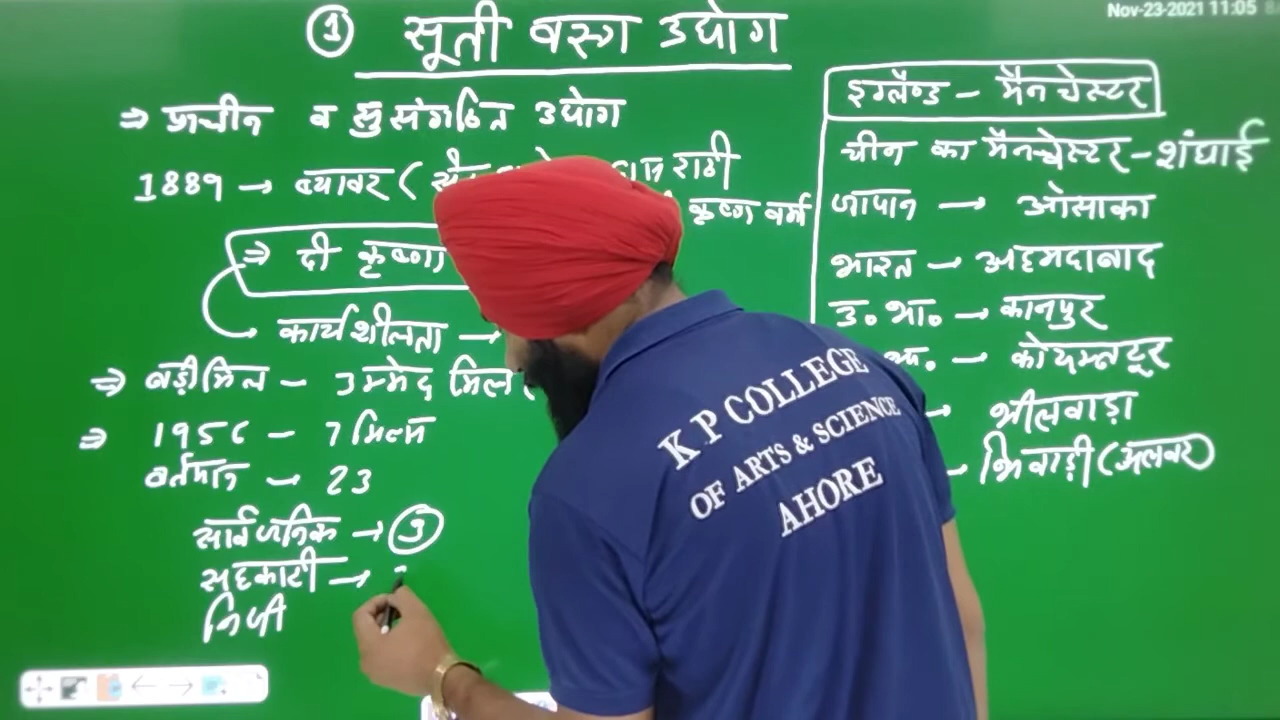 Nov-23-2021 11:05
① सूती वस्त्र उद्योग
⇒ प्राचीन व सुसंगठित उद्योग
1889 → ब्यावर (
राठी
कृष्ण वर्मा
⇒ दी कृष्णा
कार्यशीलता →
⇒ बड़ी मिल - उम्मेद मिल
⇒ 1956 - 7 मिल्स
वर्तमान → 23
सार्वजनिक → ③
सहकारी →
निजी
इंग्लैण्ड - मैनचेस्टर
चीन का मैनचेस्टर - शंघाई
जापान → ओसाका
भारत → अहमदाबाद
उ॰ भा॰ → कानपुर
भा॰ → कोयम्बटूर
→ भीलवाड़ा
- भिवाड़ी (अलवर)
K P COLLEGE
OF ARTS & SCIENCE
AHORE